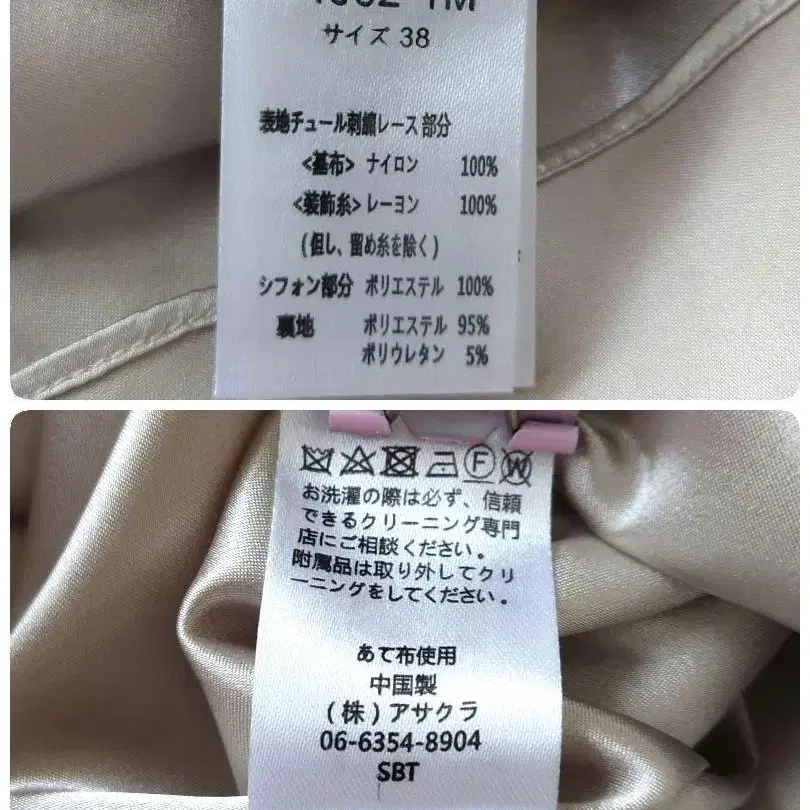 サイズ 38
表地チュール刺繍レース部分
<基布> ナイロン 100%
<装飾糸> レーヨン 100%
(但し、留め糸を除く)
シフォン部分 ポリエステル 100%
裏地 ポリエステル 95%
ポリウレタン 5%
お洗濯の際は必ず、信頼
できるクリーニング専門
店にご相談ください。
附属品は取り外してクリ
ーニングをしてください。
あて布使用
中国製
(株)アサクラ
06-6354-8904
SBT